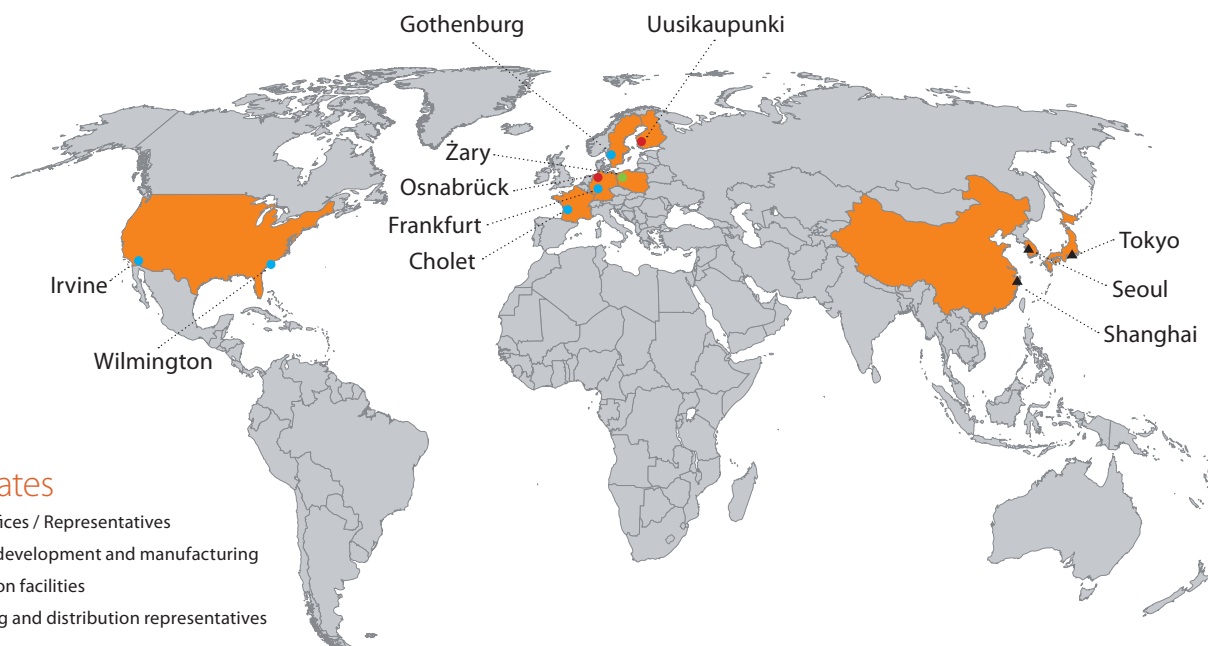 Gothenburg
Uusikaupunki
Żary
Osnabrück
Frankfurt
Cholet
Irvine
Wilmington
Tokyo
Seoul
Shanghai
ates
ices / Representatives
development and manufacturing
on facilities
g and distribution representatives